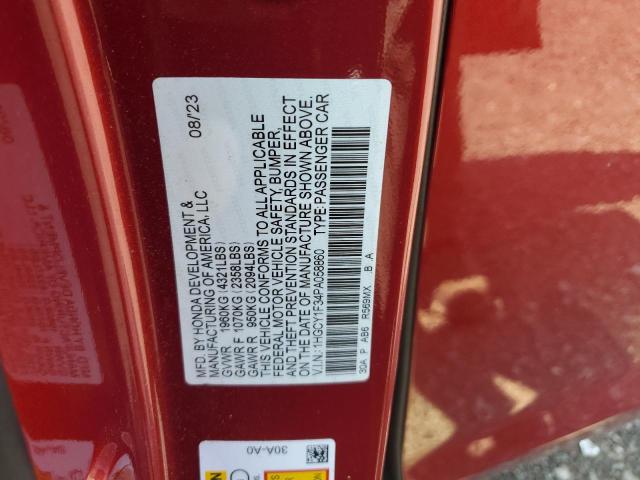 MFD. BY HONDA DEVELOPMENT & 08/'23
MANUFACTURING OF AMERICA, LLC
GVWR 1960KG (4321LBS)
GAWR F 1070KG (2358LBS)
GAWR R 950KG (2094LBS)
THIS VEHICLE CONFORMS TO ALL APPLICABLE
FEDERAL MOTOR VEHICLE SAFETY, BUMPER,
AND THEFT PREVENTION STANDARDS IN EFFECT
ON THE DATE OF MANUFACTURE SHOWN ABOVE.
V.I.N.: 1HGCY1F34PA058860 TYPE: PASSENGER CAR
30A P AB6 R569MX B A
30A-A0